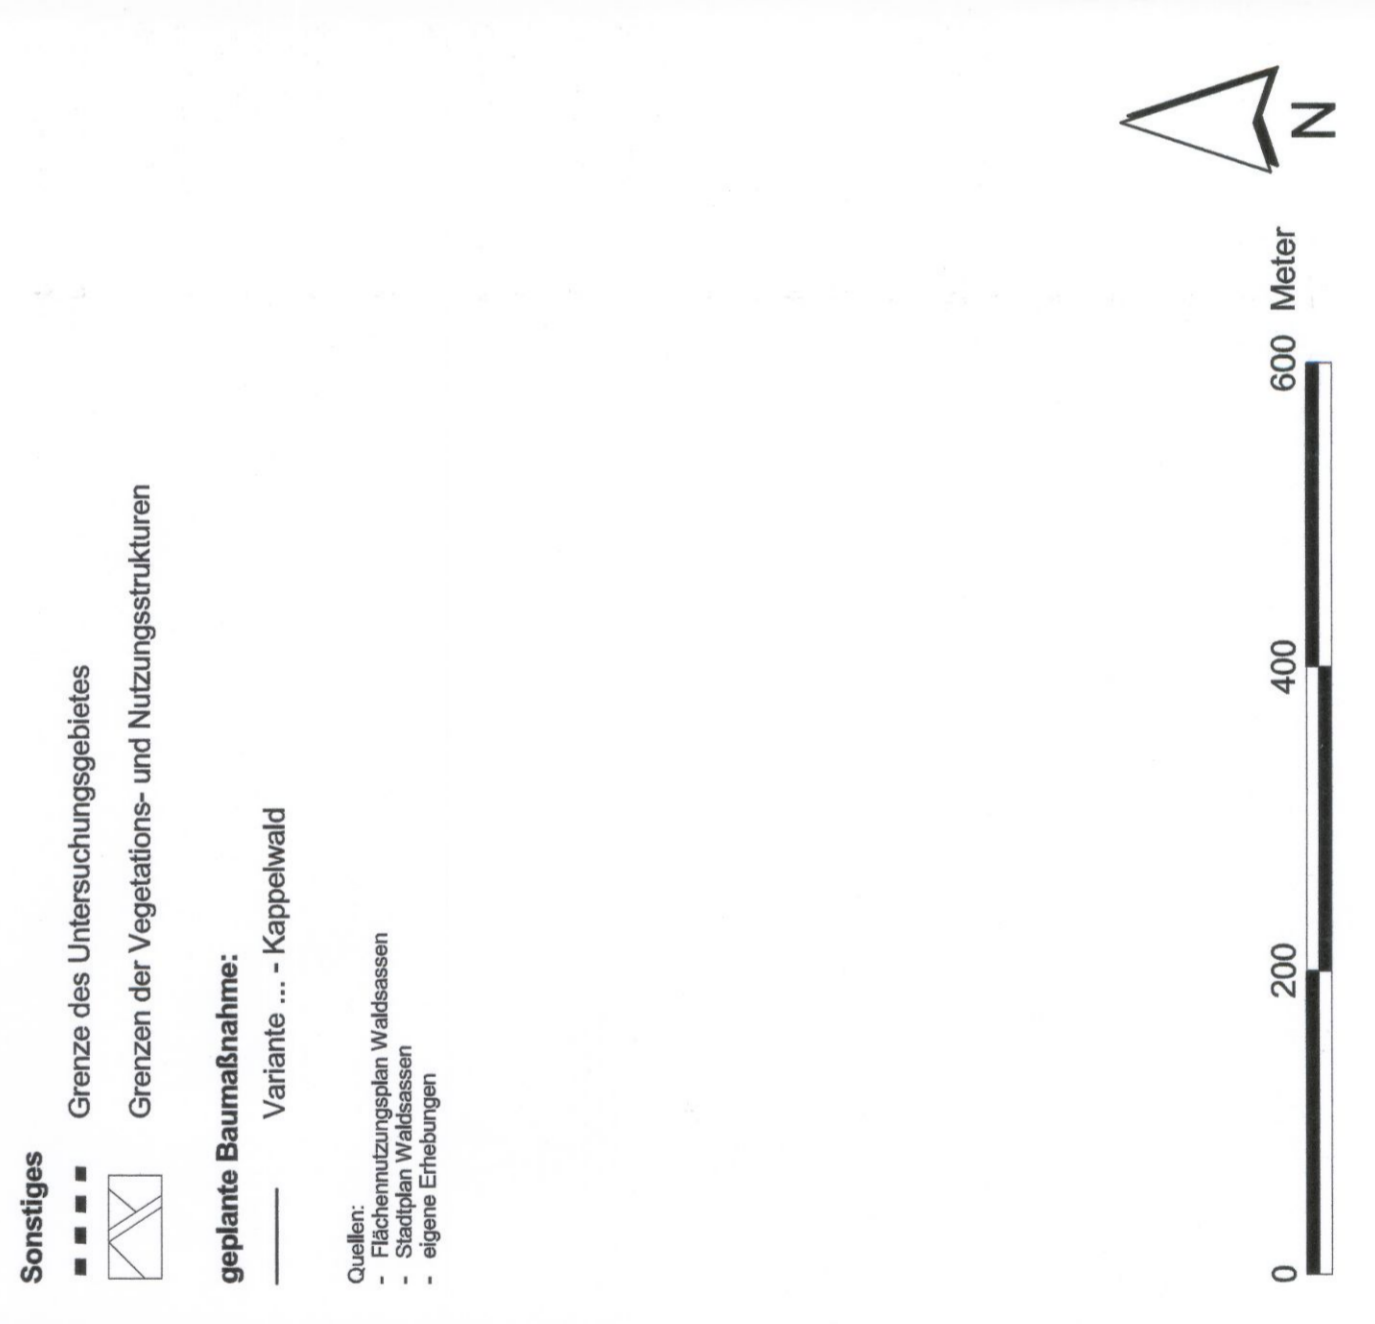 Sonstiges
Grenze des Untersuchungsgebietes
Grenzen der Vegetations- und Nutzungsstrukturen
geplante Baumaßnahme:
Variante ... - Kappelwald
Quellen:
- Flächennutzungsplan Waldsassen
- Stadtplan Waldsassen
- eigene Erhebungen
0 200 400 600 Meter
N